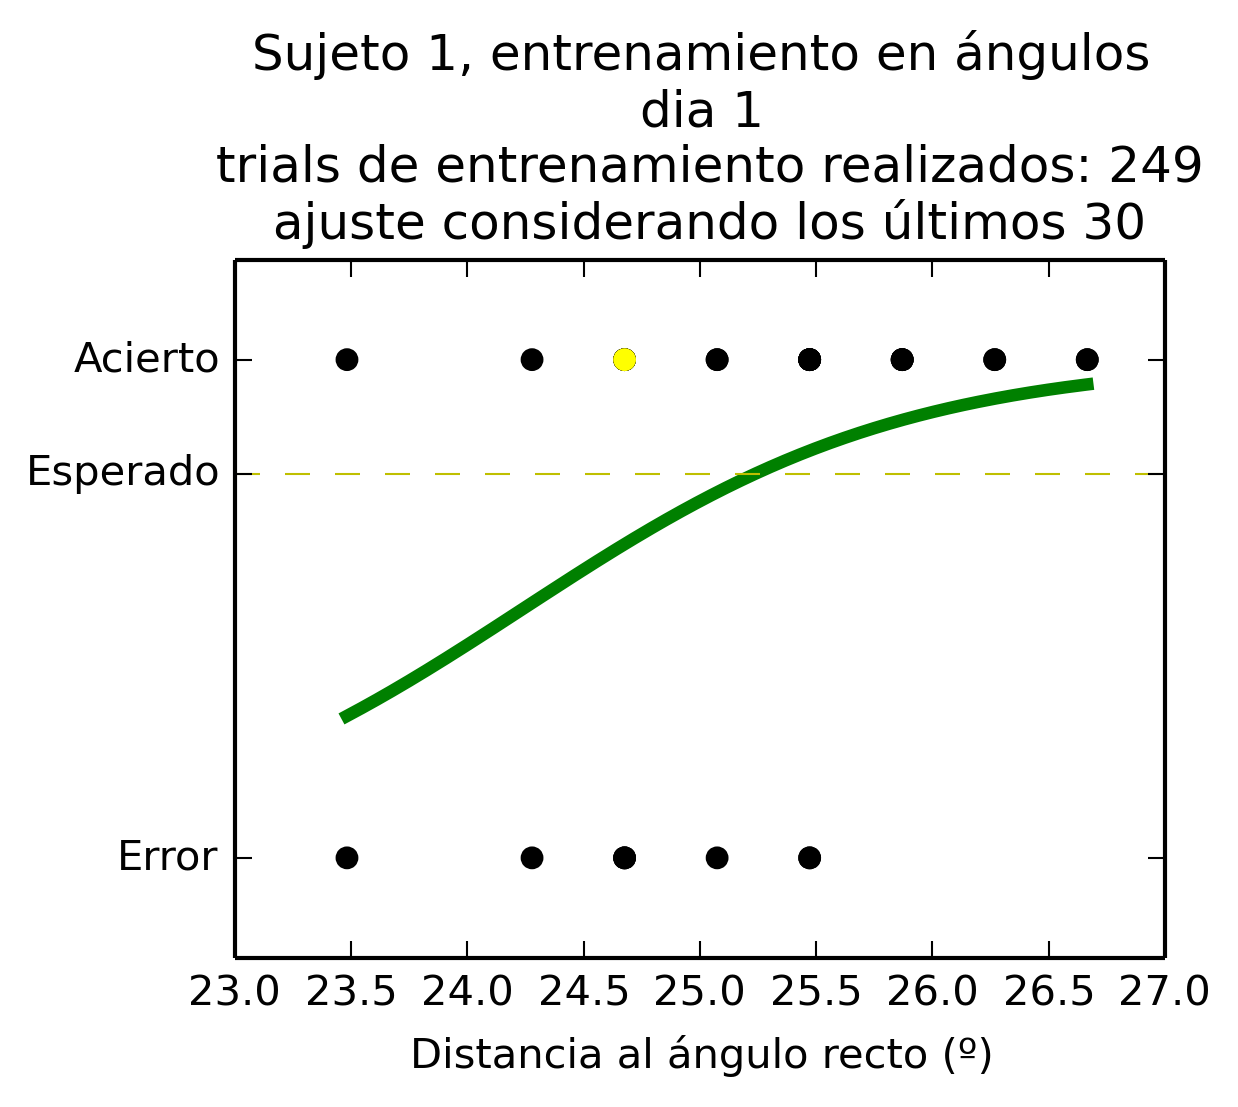 Sujeto 1, entrenamiento en ángulos
dia 1
trials de entrenamiento realizados: 249
ajuste considerando los últimos 30
Acierto
Esperado
Error
23.0 23.5 24.0 24.5 25.0 25.5 26.0 26.5 27.0
Distancia al ángulo recto (º)